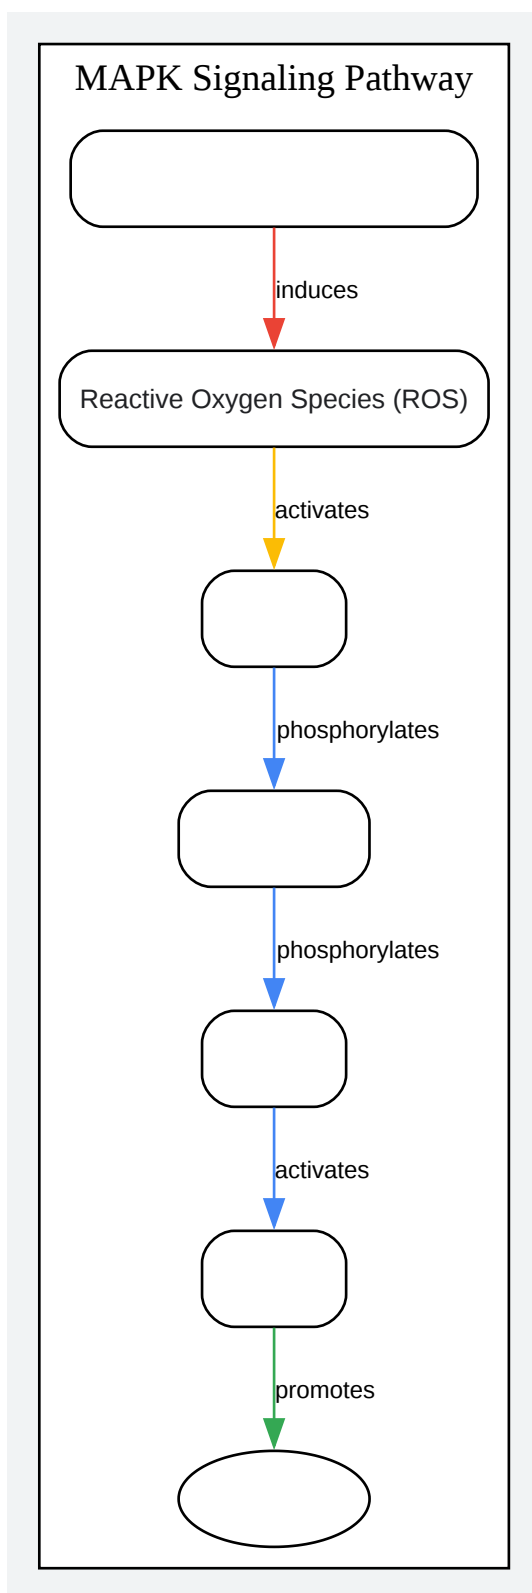 MAPK Signaling Pathway
induces
Reactive Oxygen Species (ROS)
activates
phosphorylates
phosphorylates
activates
promotes